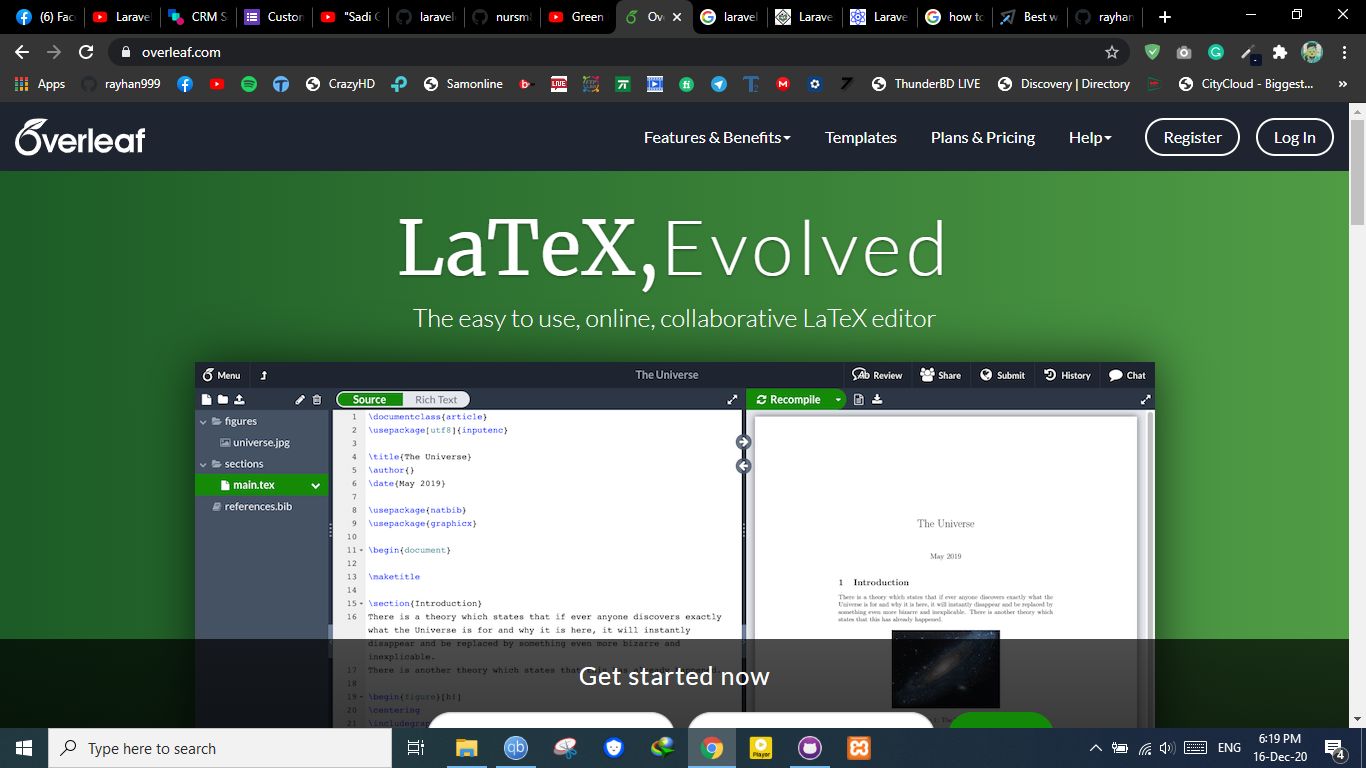 (6) Fac
Laravel
CRM S
Custom
"Sadi C
laravel
nursml
Green
Ov
laravel
Larave
Larave
how to
Best w
rayhan
overleaf.com
Apps
rayhan999
CrazyHD
Samonline
ThunderBD LIVE
Discovery | Directory
CityCloud - Biggest...
Overleaf
Features & Benefits
Templates
Plans & Pricing
Help
Register
Log In
LaTeX, Evolved
The easy to use, online, collaborative LaTeX editor
Menu
The Universe
Review
Share
Submit
History
Chat
Source
Rich Text
Recompile
figures
universe.jpg
sections
main.tex
references.bib
1 \documentclass{article}
2 \usepackage[utf8]{inputenc}
3
4 \title{The Universe}
5 \author{}
6 \date{May 2019}
7
8 \usepackage{natbib}
9 \usepackage{graphicx}
10
11 \begin{document}
12
13 \maketitle
14
15 \section{Introduction}
16 There is a theory which states that if ever anyone discovers exactly
what the Universe is for and why it is here, it will instantly
disappear and be replaced by something even more bizarre and
inexplicable.
17 There is another theory which states that this has already happened.
18
19 \begin{figure}[h!]
20 \centering
21 \includegrap
The Universe
May 2019
1 Introduction
There is a theory which states that if ever anyone discovers exactly what the
Universe is for and why it is here, it will instantly disappear and be replaced by
something even more bizarre and inexplicable. There is another theory which
states that this has already happened.
Get started now
Type here to search
Player
ENG
6:19 PM
16-Dec-20
4